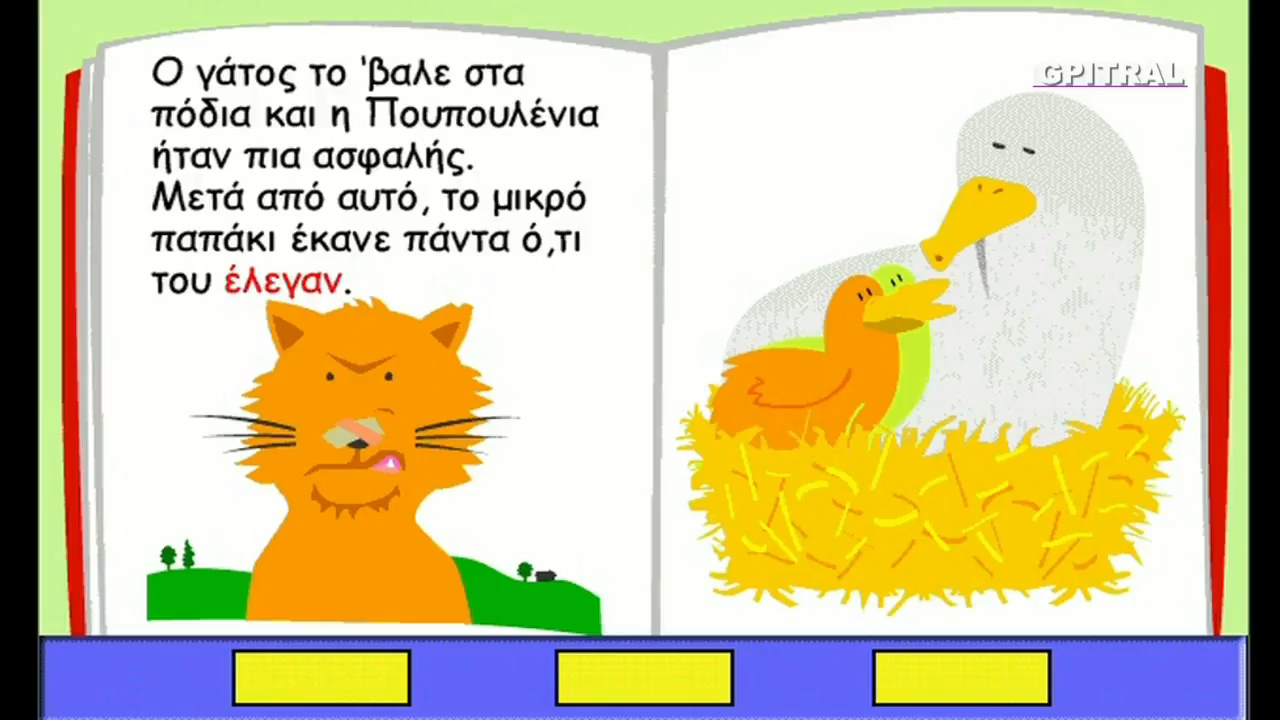 Ο γάτος το 'βαλε στα
πόδια και η Πουπουλένια
ήταν πια ασφαλής.
Μετά από αυτό, το μικρό
παπάκι έκανε πάντα ό,τι
του έλεγαν.
GPITRAL